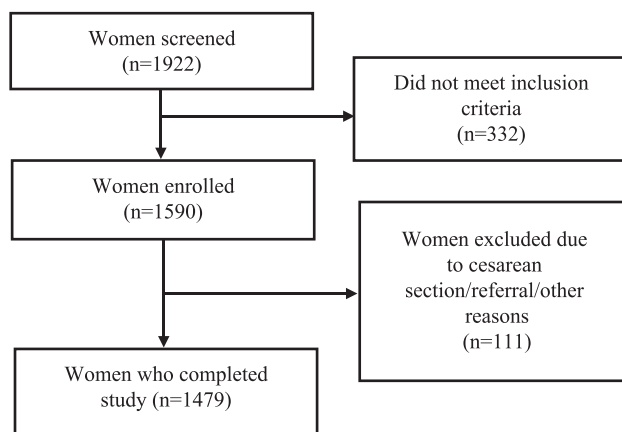 Women screened
(n=1922)
Did not meet inclusion
criteria
(n=332)
Women enrolled
(n=1590)
Women excluded due
to cesarean
section/referral/other
reasons
(n=111)
Women who completed
study (n=1479)